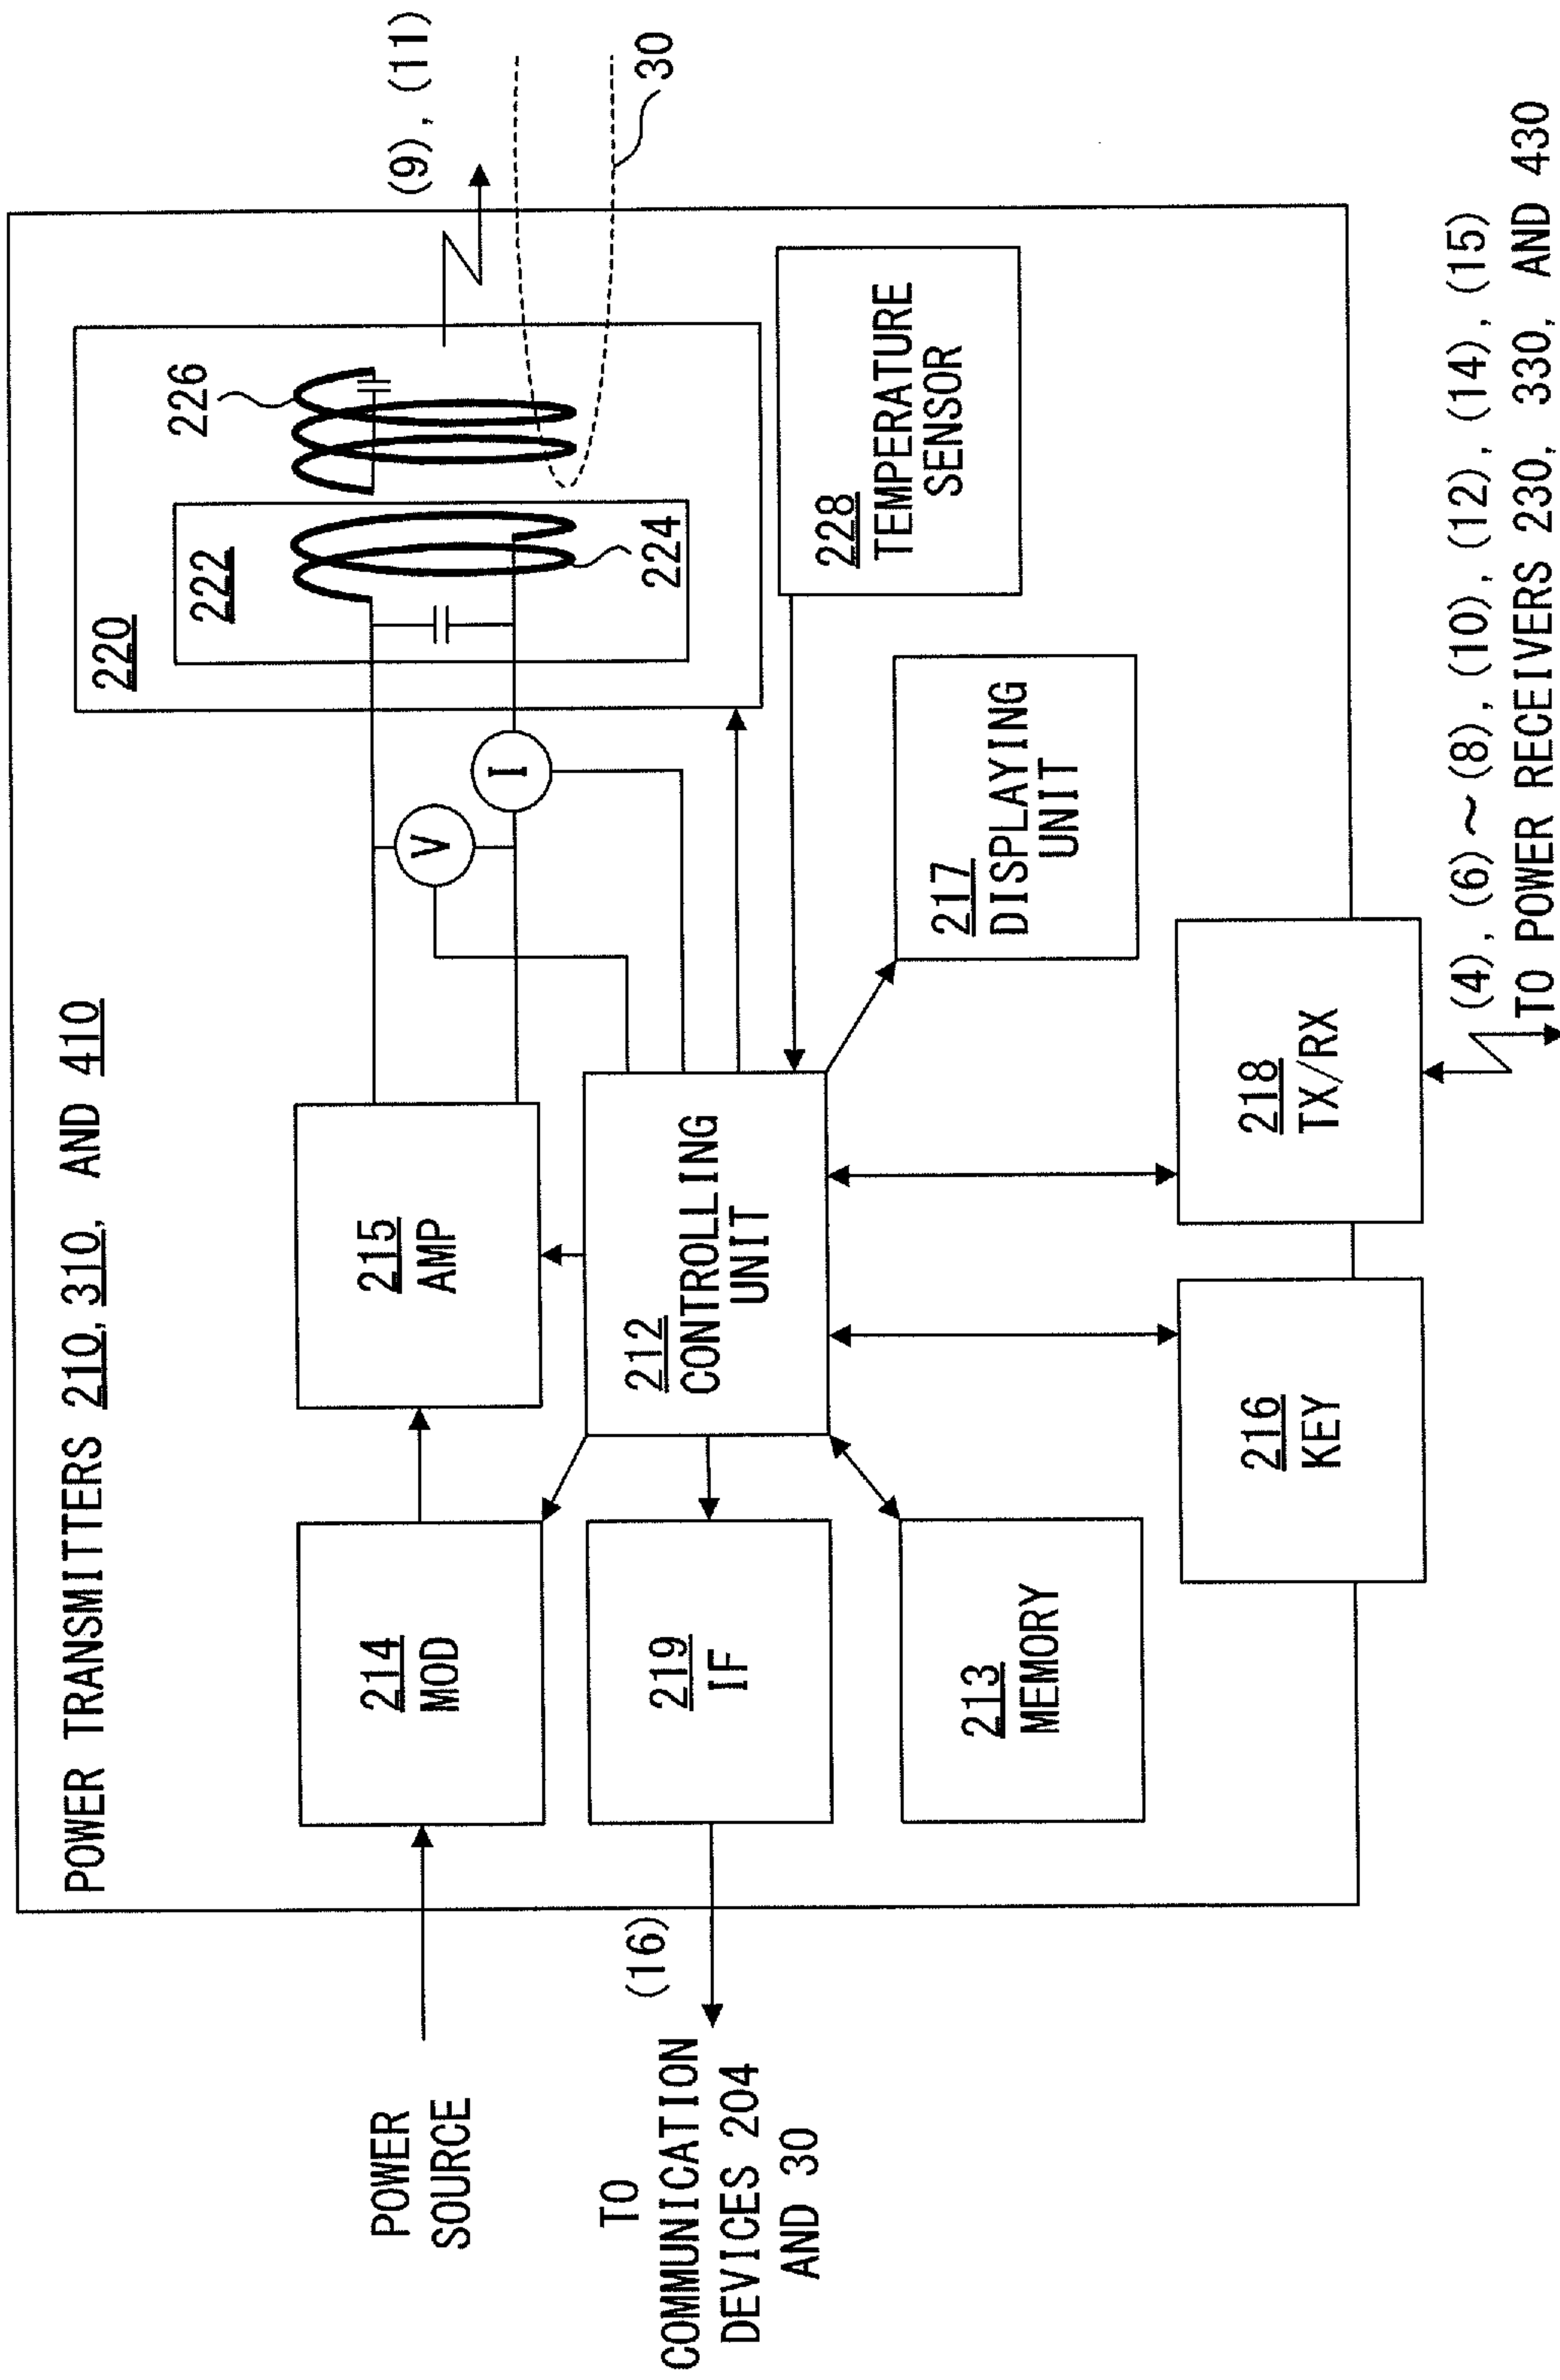 POWER TRANSMITTERS 210, 310, AND 410
220
222
226
224
(9), (11)
30
V
I
POWER
SOURCE
214
MOD
215
AMP
(16)
TO
COMMUNICATION
DEVICES 204
AND 30
219
IF
212
CONTROLLING
UNIT
228
TEMPERATURE
SENSOR
213
MEMORY
217
DISPLAYING
UNIT
216
KEY
218
TX/RX
(4), (6)~(8), (10), (12), (14), (15)
TO POWER RECEIVERS 230, 330, AND 430